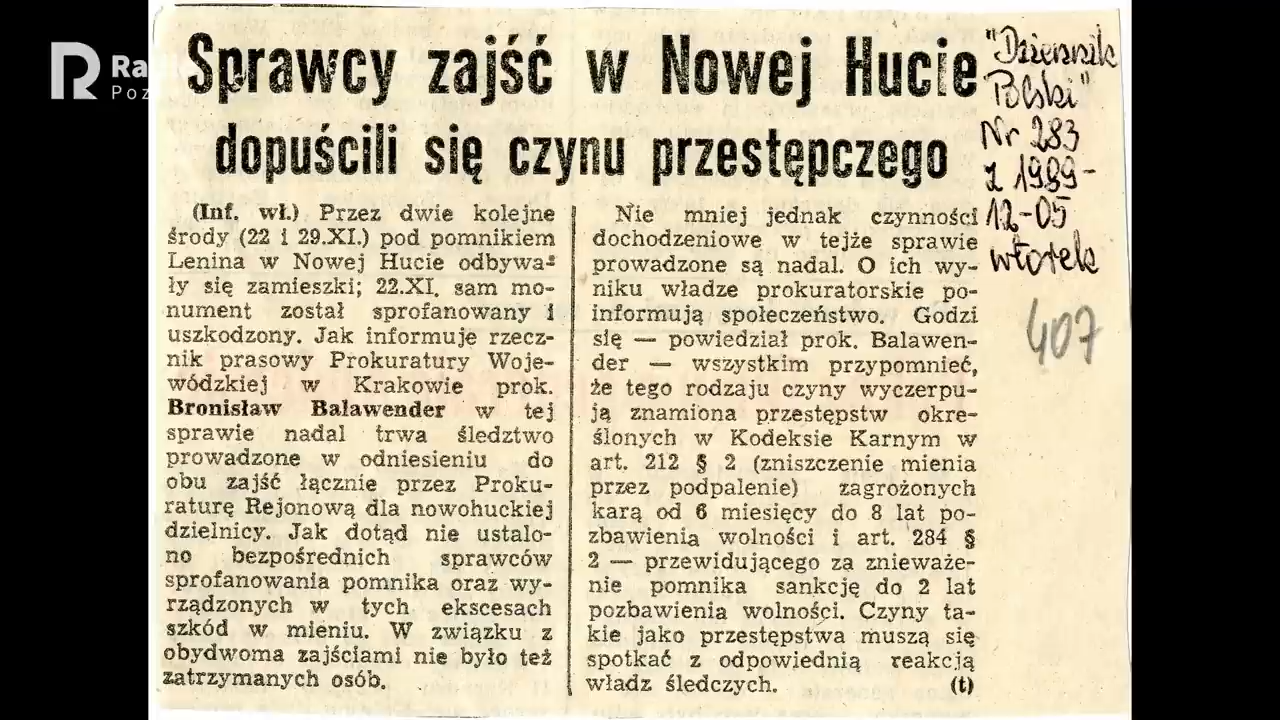 Sprawcy zajść w Nowej Hucie
dopuścili się czynu przestępczego
(Inf. wł.) Przez dwie kolejne
środy (22 i 29.XI.) pod pomnikiem
Lenina w Nowej Hucie odbywa-
ły się zamieszki; 22.XI. sam mo-
nument został sprofanowany i
uszkodzony. Jak informuje rzecz-
nik prasowy Prokuratury Woje-
wódzkiej w Krakowie prok.
Bronisław Balawender w tej
sprawie nadal trwa śledztwo
prowadzone w odniesieniu do
obu zajść łącznie przez Proku-
raturę Rejonową dla nowohuckiej
dzielnicy. Jak dotąd nie ustalo-
no bezpośrednich sprawców
sprofanowania pomnika oraz wy-
rządzonych w tych ekscesach
szkód w mieniu. W związku z
obydwoma zajściami nie było też
zatrzymanych osób.
Nie mniej jednak czynności
dochodzeniowe w tejże sprawie
prowadzone są nadal. O ich wy-
niku władze prokuratorskie po-
informują społeczeństwo. Godzi
się — powiedział prok. Balawen-
der — wszystkim przypomnieć,
że tego rodzaju czyny wyczerpu-
ją znamiona przestępstw okre-
ślonych w Kodeksie Karnym w
art. 212 § 2 (zniszczenie mienia
przez podpalenie) zagrożonych
karą od 6 miesięcy do 8 lat po-
zbawienia wolności i art. 284 §
2 — przewidującego za znieważe-
nie pomnika sankcję do 2 lat
pozbawienia wolności. Czyny ta-
kie jako przestępstwa muszą się
spotkać z odpowiednią reakcją
władz śledczych. (t)
"Dziennik
Polski"
Nr 283
z 1989-
12-05
wtorek
407